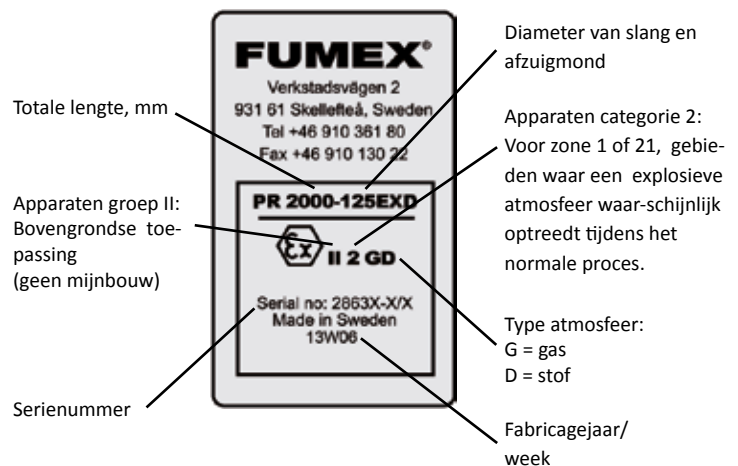 FUMEX®
Verkstadsvägen 2
931 61 Skellefteå, Sweden
Tel +46 910 361 80
Fax +46 910 130 22
PR 2000-125EXD
Ex II 2 GD
Serial no: 2863X-X/X
Made in Sweden
13W06
Totale lengte, mm
Apparaten groep II:
Bovengrondse toe-
passing
(geen mijnbouw)
Serienummer
Diameter van slang en
afzuigmond
Apparaten categorie 2:
Voor zone 1 of 21, gebie-
den waar een explosieve
atmosfeer waar-schijnlijk
optreedt tijdens het
normale proces.
Type atmosfeer:
G = gas
D = stof
Fabricagejaar/
week